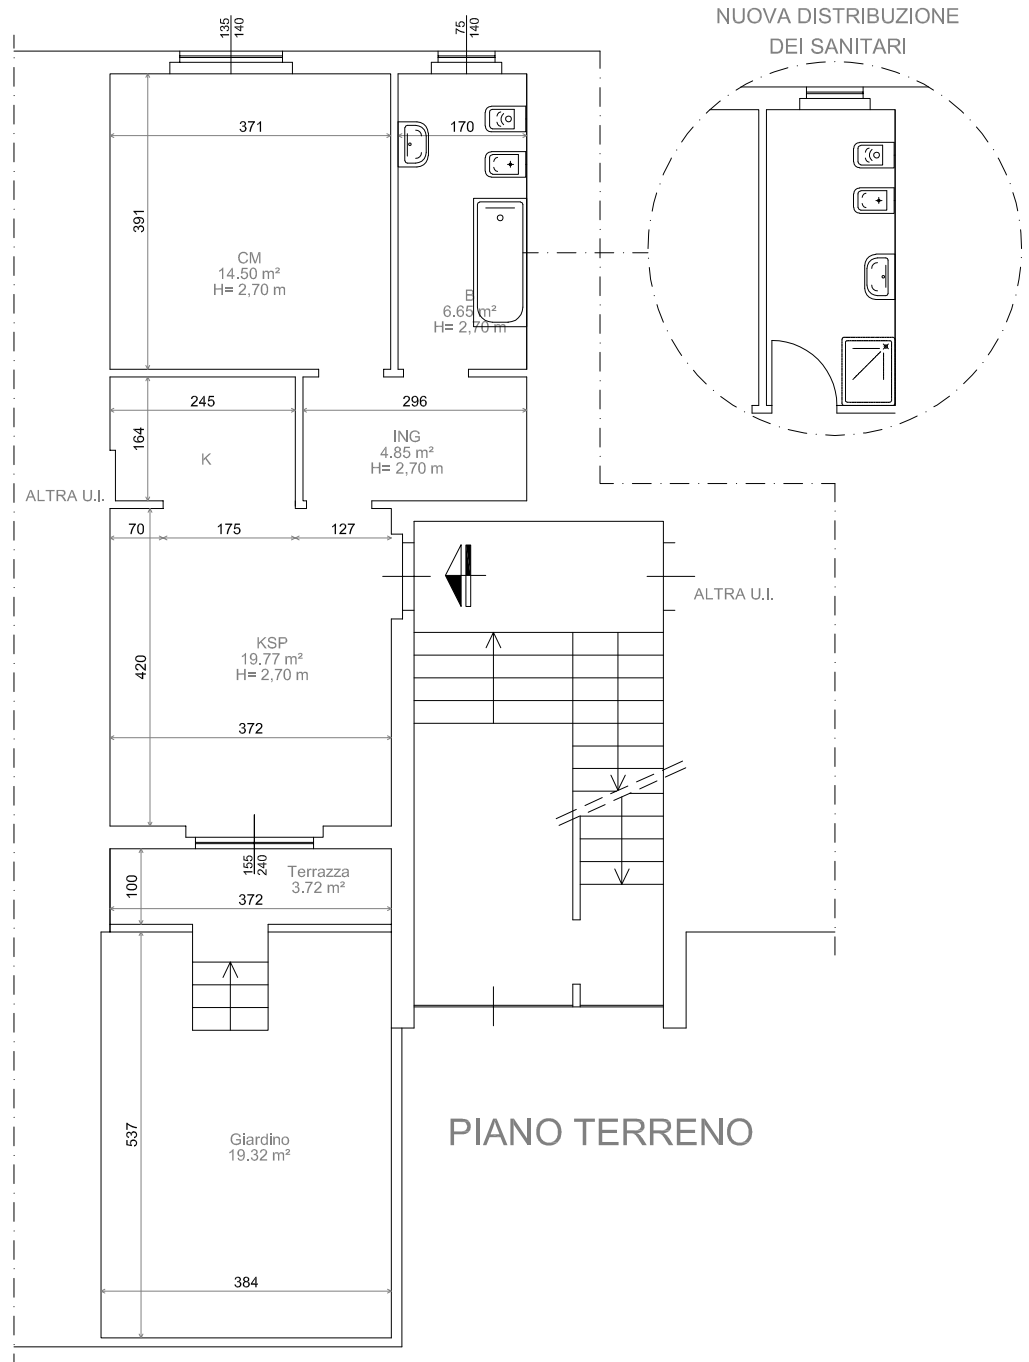 NUOVA DISTRIBUZIONE
DEI SANITARI
135
140
75
140
371
170
391
CM
14.50 m²
H= 2,70 m
B
6.65 m²
H= 2,70 m
245
296
164
K
ING
4.85 m²
H= 2,70 m
ALTRA U.I.
70
175
127
ALTRA U.I.
KSP
19.77 m²
H= 2,70 m
420
372
155
240
Terrazza
3.72 m²
100
372
537
Giardino
19.32 m²
PIANO TERRENO
384